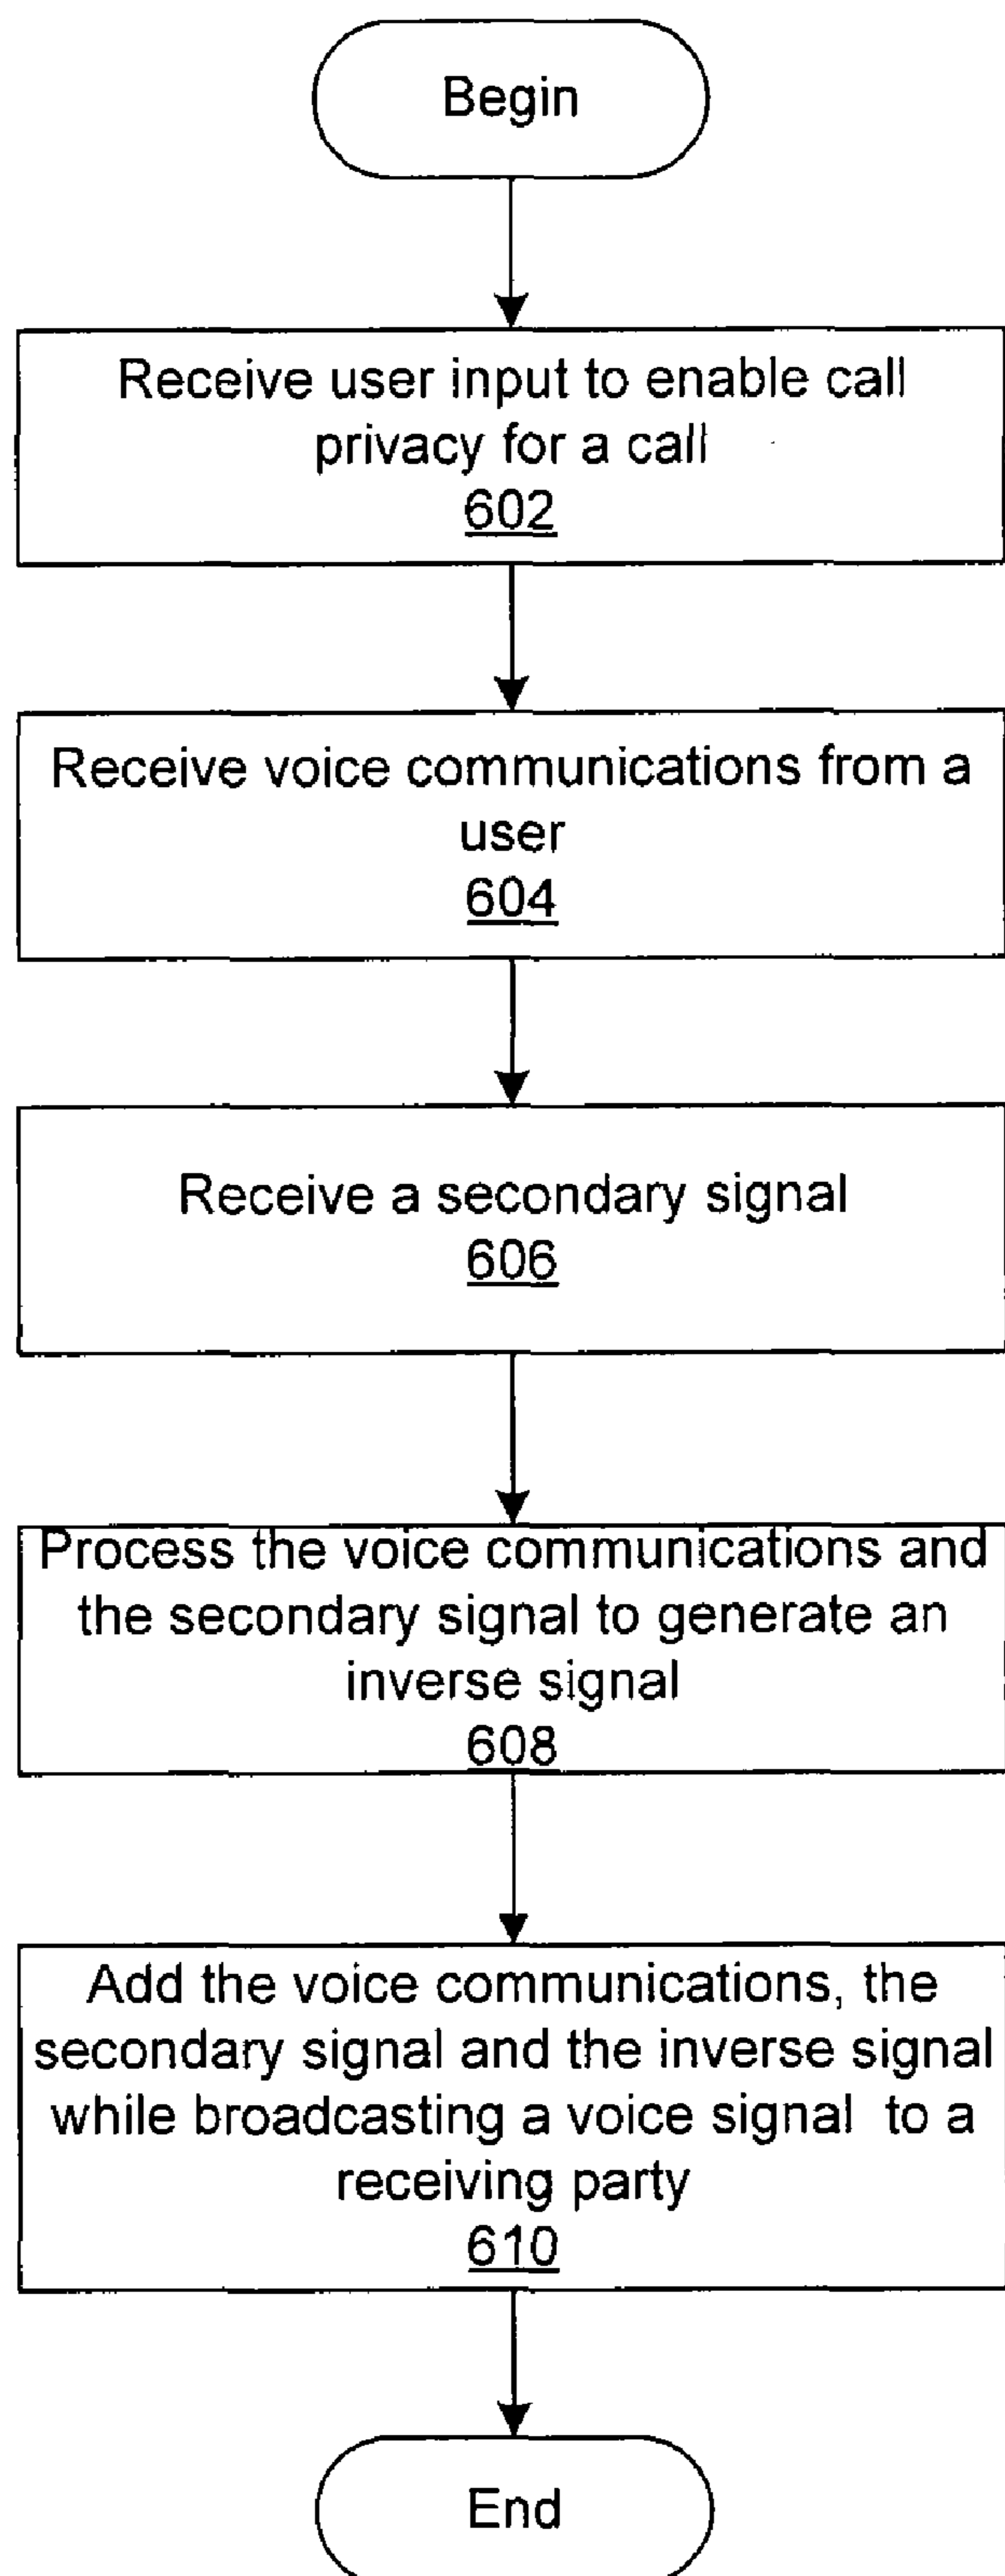 Begin
Receive user input to enable call
privacy for a call
602
Receive voice communications from a
user
604
Receive a secondary signal
606
Process the voice communications and
the secondary signal to generate an
inverse signal
608
Add the voice communications, the
secondary signal and the inverse signal
while broadcasting a voice signal to a
receiving party
610
End